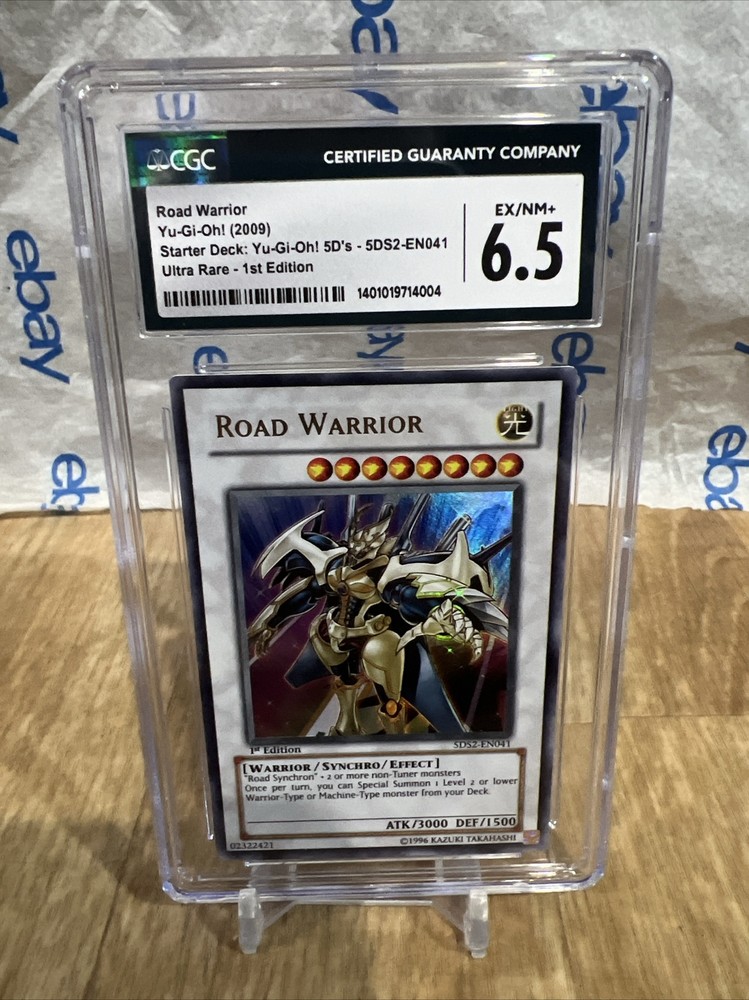 ebay
ebay
ebay
ebay
ebay
CGC
CERTIFIED GUARANTY COMPANY
Road Warrior
Yu-Gi-Oh! (2009)
Starter Deck: Yu-Gi-Oh! 5D's - 5DS2-EN041
Ultra Rare - 1st Edition
1401019714004
EX/NM+
6.5
ROAD WARRIOR
LIGHT
光
1st Edition
5DS2-EN041
[WARRIOR/SYNCHRO/EFFECT]
"Road Synchron" + 2 or more non-Tuner monsters
Once per turn, you can Special Summon 1 Level 2 or lower
Warrior-Type or Machine-Type monster from your Deck.
ATK/3000 DEF/1500
02322421
©1996 KAZUKI TAKAHASHI